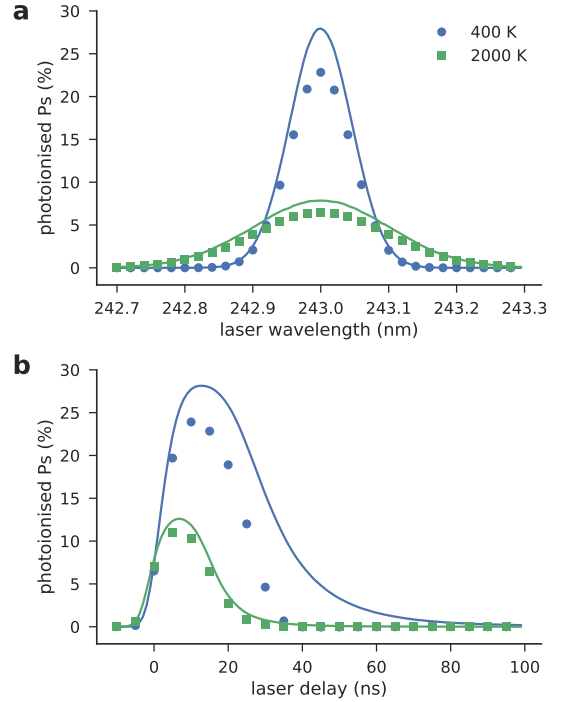 a
30
25
20
15
10
5
0
photoionised Ps (%)
400 K
2000 K
242.7 242.8 242.9 243.0 243.1 243.2 243.3
laser wavelength (nm)
b
30
25
20
15
10
5
0
photoionised Ps (%)
0 20 40 60 80 100
laser delay (ns)